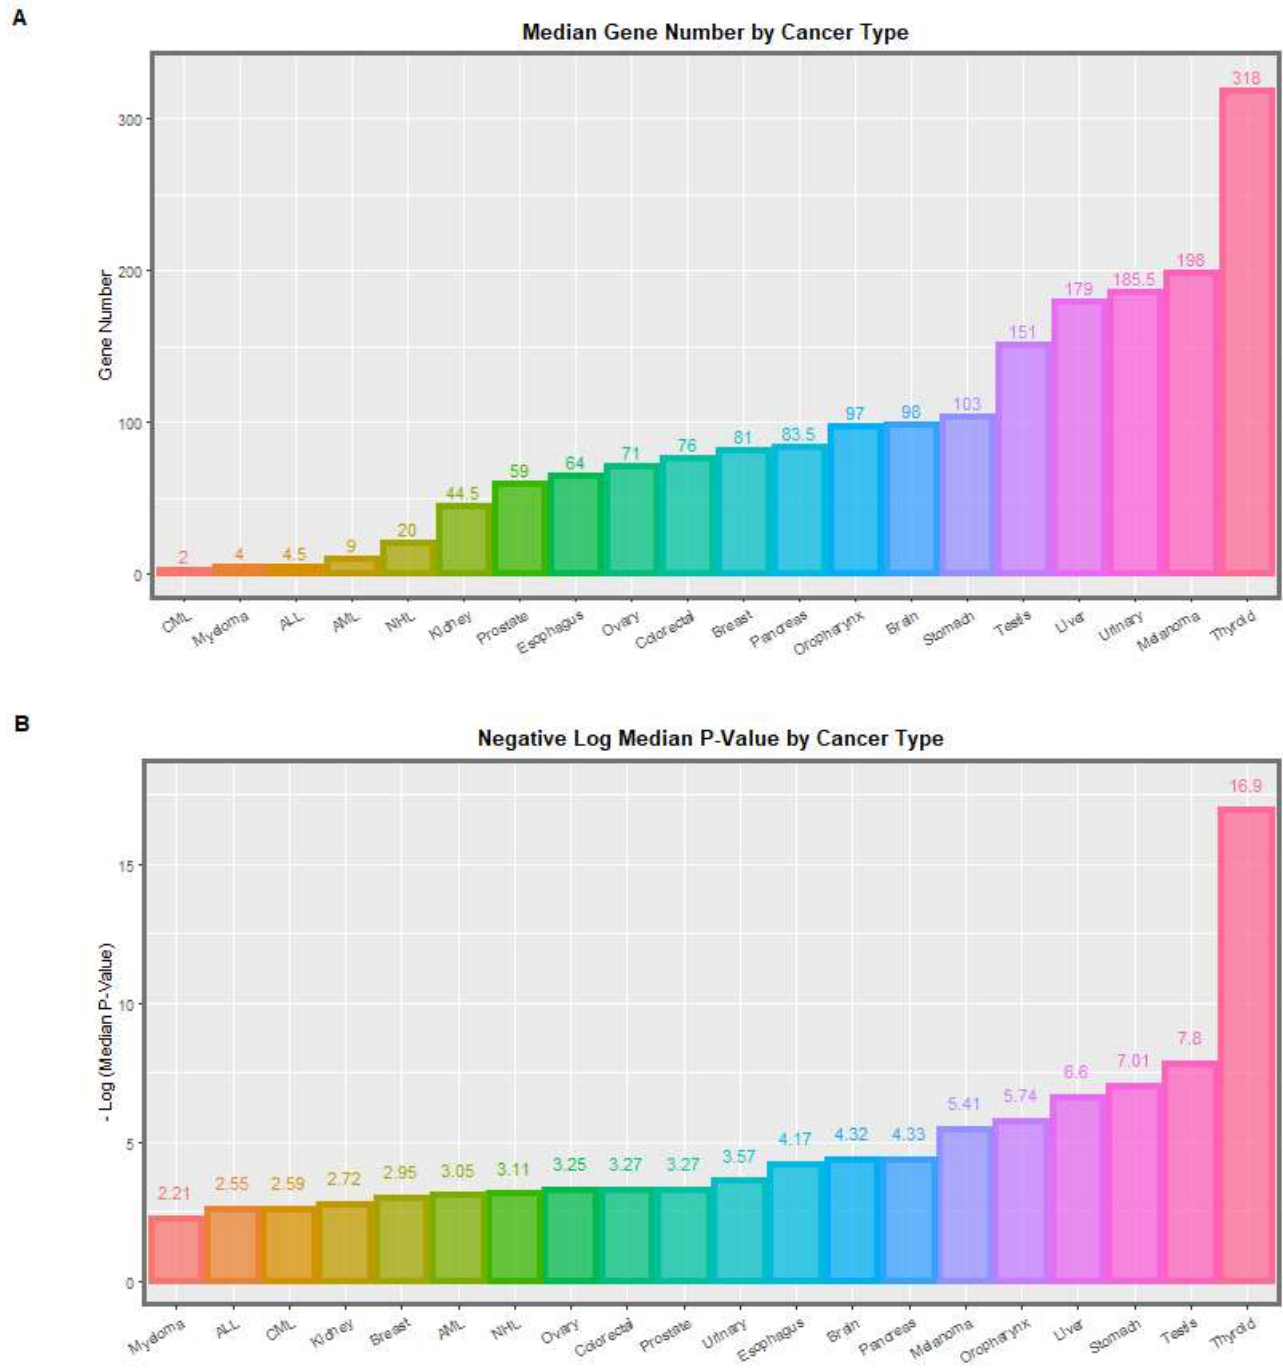 A
Median Gene Number by Cancer Type
Gene Number
300
200
100
0
2
4
4.5
9
20
44.5
59
64
71
76
81
83.5
97
98
103
151
179
185.5
198
318
CML
Myeloma
ALL
AML
NHL
Kidney
Prostate
Esophagus
Ovary
Colorectal
Breast
Pancreas
Oropharynx
Brain
Stomach
Testis
Liver
Urinary
Melanoma
Thyroid
B
Negative Log Median P-Value by Cancer Type
- Log (Median P-Value)
15
10
5
0
2.21
2.55
2.59
2.72
2.95
3.05
3.11
3.25
3.27
3.27
3.57
4.17
4.32
4.33
5.41
5.74
6.6
7.01
7.8
16.9
Myeloma
ALL
CML
Kidney
Breast
AML
NHL
Ovary
Colorectal
Prostate
Urinary
Esophagus
Brain
Pancreas
Melanoma
Oropharynx
Liver
Stomach
Testis
Thyroid